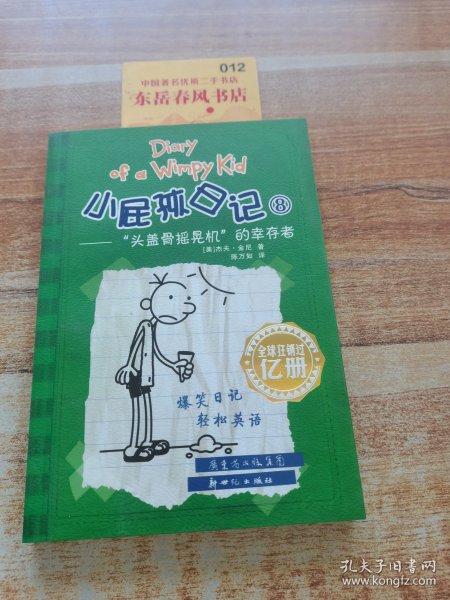 012
中国著名优质二手书店
东岳春风书店
Diary
of a Wimpy Kid
小屁孩日记⑧
——“头盖骨摇晃机”的幸存者
[美]杰夫·金尼 著
陈万如 译
全球狂销过
亿册
爆笑日记
轻松英语
广东省出版集团
新世纪出版社
孔夫子旧书网
www.kongfz.com